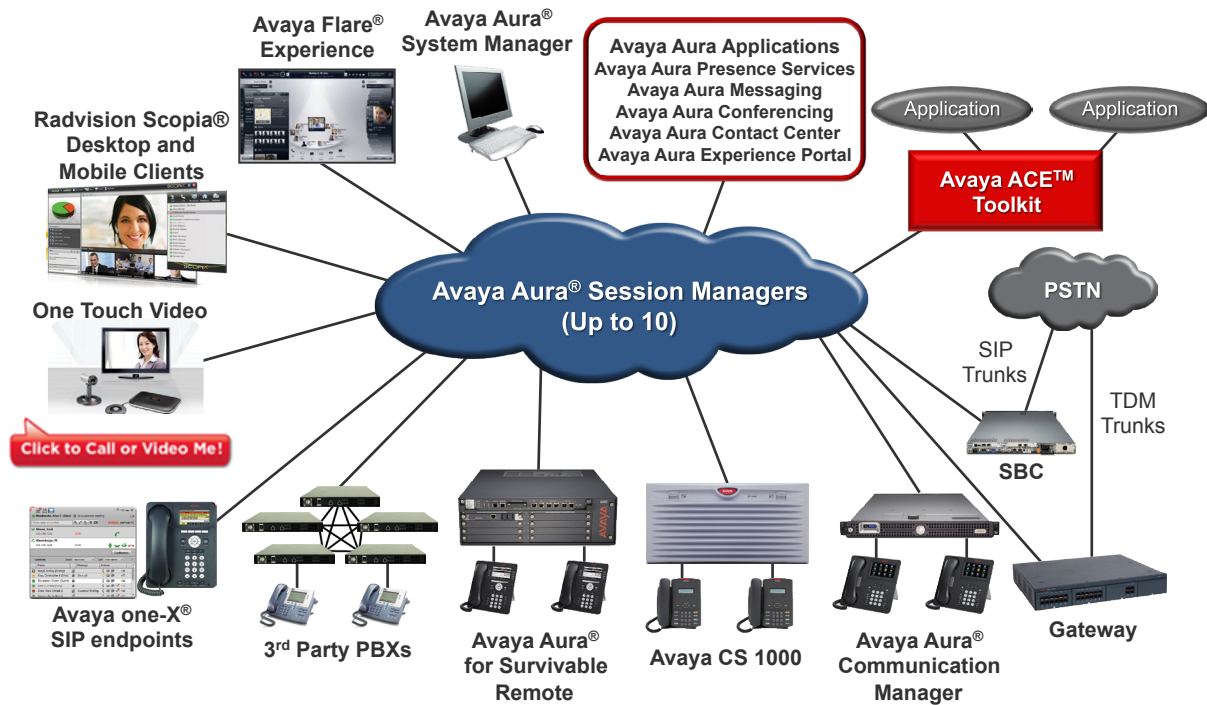 Avaya Flare®
Experience
Avaya Aura®
System Manager
Avaya Aura Applications
Avaya Aura Presence Services
Avaya Aura Messaging
Avaya Aura Conferencing
Avaya Aura Contact Center
Avaya Aura Experience Portal
Application
Application
Avaya ACE™
Toolkit
Radvision Scopia®
Desktop and
Mobile Clients
SCOPIA
SCOPIA
Avaya Aura® Session Managers
(Up to 10)
PSTN
One Touch Video
SIP
Trunks
TDM
Trunks
Click to Call or Video Me!
SBC
AVAYA
Avaya one-X®
SIP endpoints
3rd Party PBXs
Avaya Aura®
for Survivable
Remote
Avaya CS 1000
Avaya Aura®
Communication
Manager
Gateway